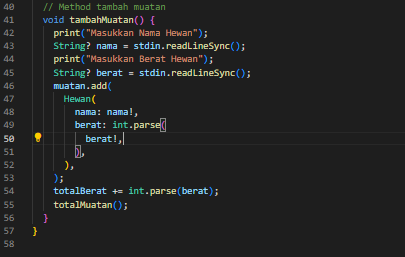 40 // Method tambah muatan
41 void tambahMuatan() {
42 print("Masukkan Nama Hewan");
43 String? nama = stdin.readLineSync();
44 print("Masukkan Berat Hewan");
45 String? berat = stdin.readLineSync();
46 muatan.add(
47 Hewan(
48 nama: nama!,
49 berat: int.parse(
50 berat!,
51 ),
52 ),
53 );
54 totalBerat += int.parse(berat);
55 totalMuatan();
56 }
57 }
58